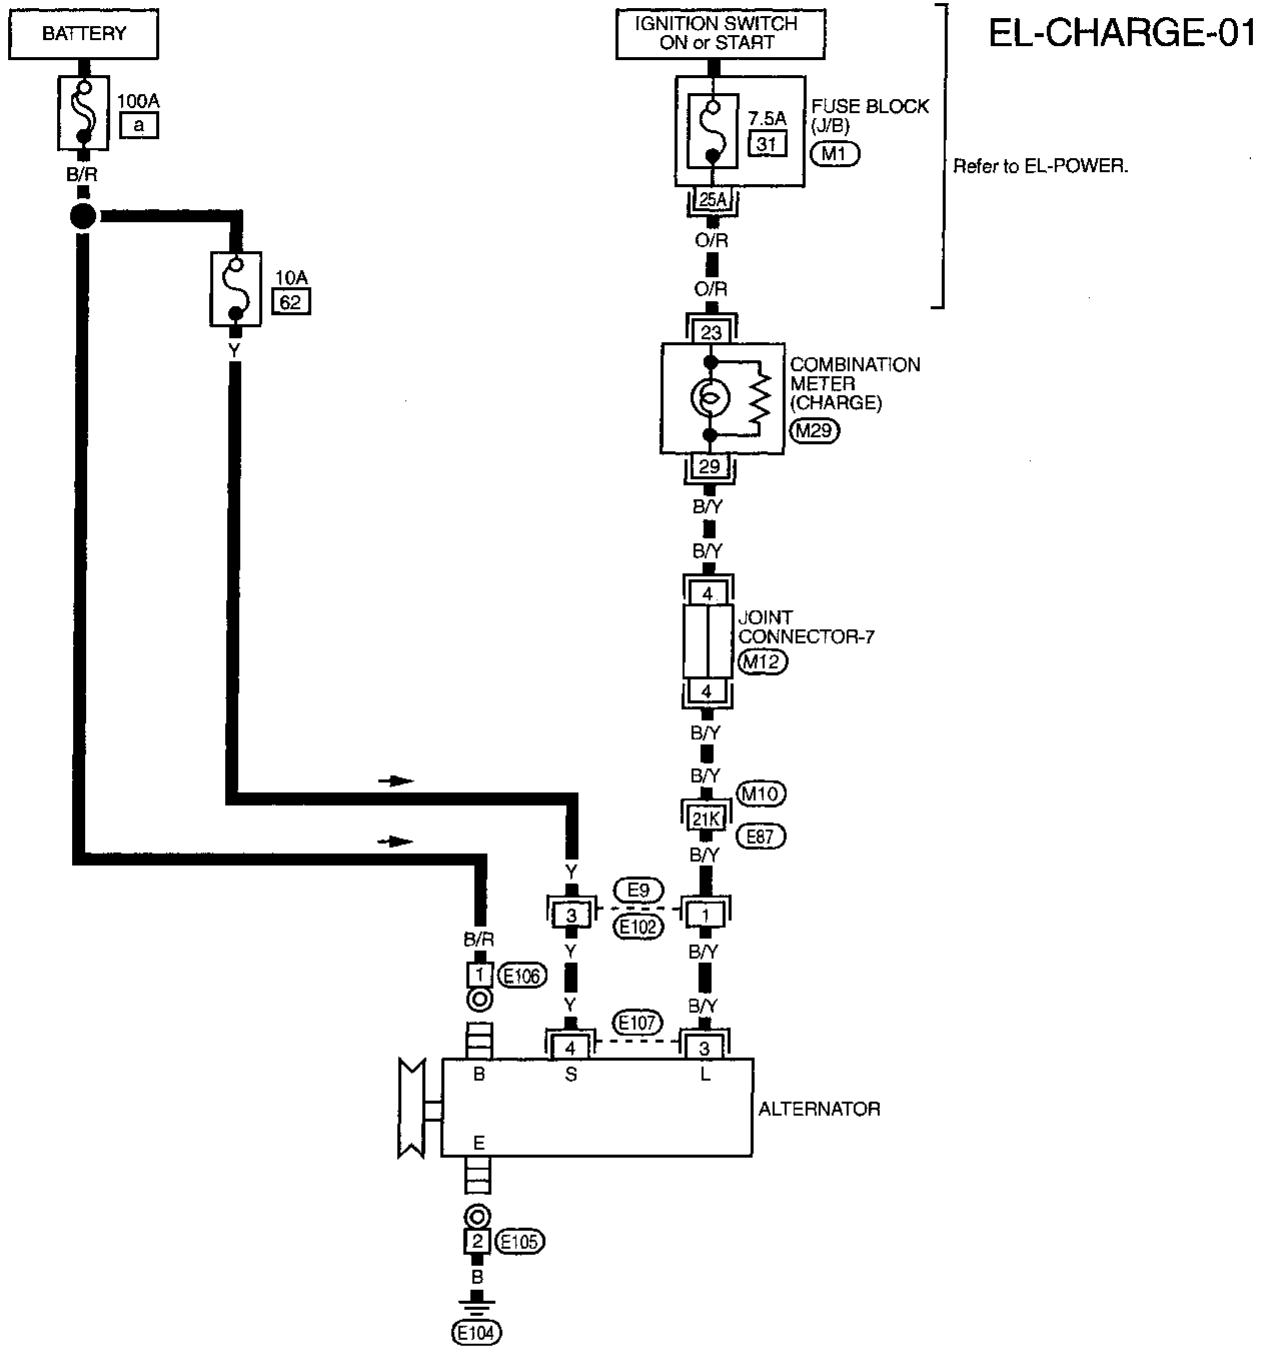 BATTERY
IGNITION SWITCH
ON or START
EL-CHARGE-01
100A
a
B/R
7.5A
31
FUSE BLOCK
(J/B)
M1
Refer to EL-POWER.
25A
O/R
10A
62
O/R
Y
23
COMBINATION
METER
(CHARGE)
M29
29
B/Y
B/Y
4
JOINT
CONNECTOR-7
M12
4
B/Y
B/Y
M10
21K
E87
B/Y
Y
E9
3
1
E102
B/R
Y
B/Y
1
E106
Y
B/Y
E107
4
3
B
S
L
ALTERNATOR
E
2
E105
B
E104